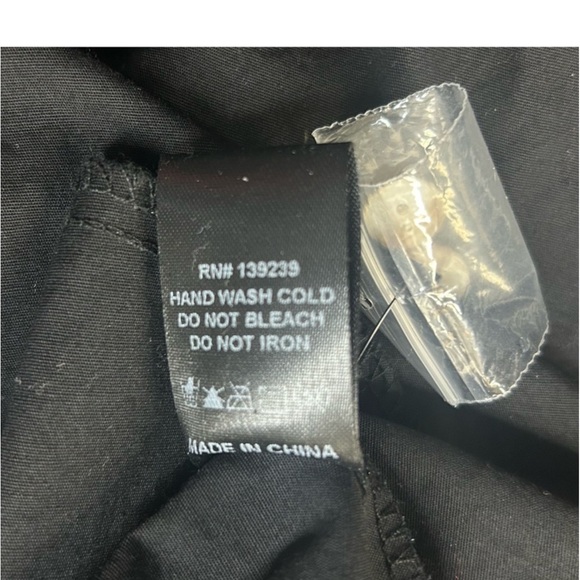 RN# 139239
HAND WASH COLD
DO NOT BLEACH
DO NOT IRON
MADE IN CHINA